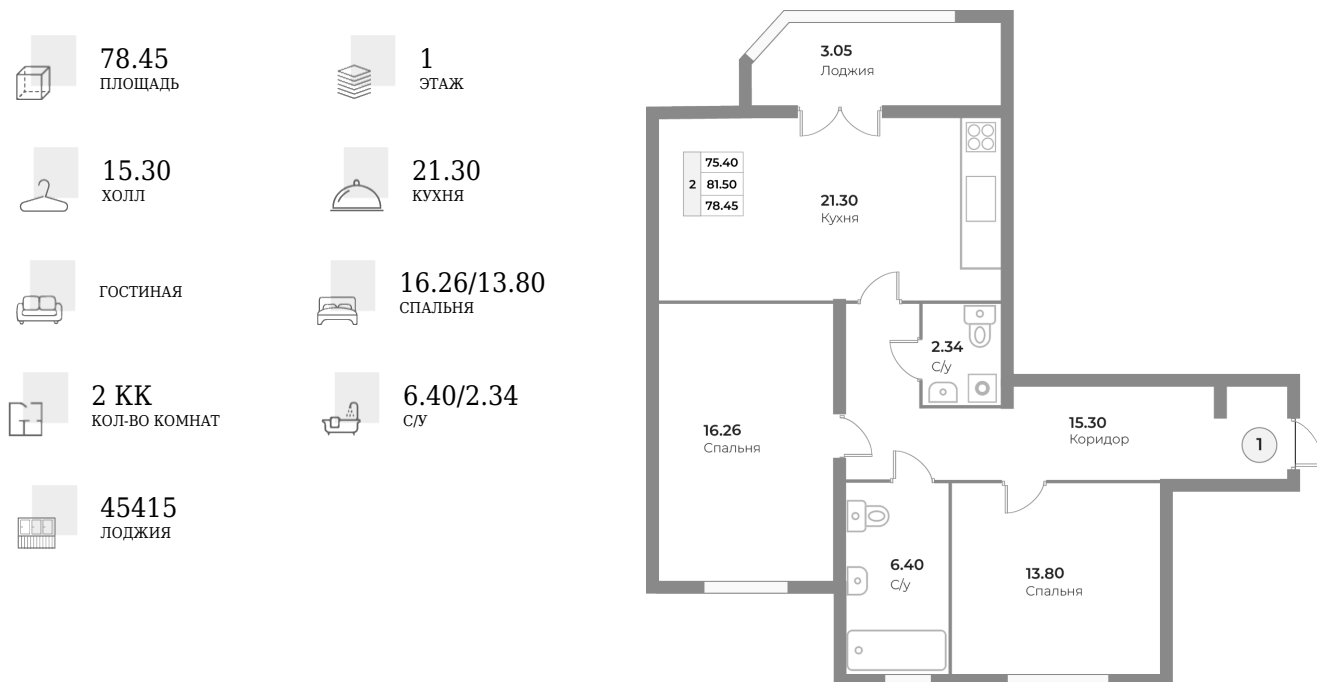 78.45
ПЛОЩАДЬ
1
ЭТАЖ
15.30
ХОЛЛ
21.30
КУХНЯ
ГОСТИНАЯ
16.26/13.80
СПАЛЬНЯ
2 КК
КОЛ-ВО КОМНАТ
6.40/2.34
С/У
45415
ЛОДЖИЯ
3.05
Лоджия
75.40
2 81.50
78.45
21.30
Кухня
2.34
С/у
16.26
Спальня
15.30
Коридор
1
6.40
С/у
13.80
Спальня